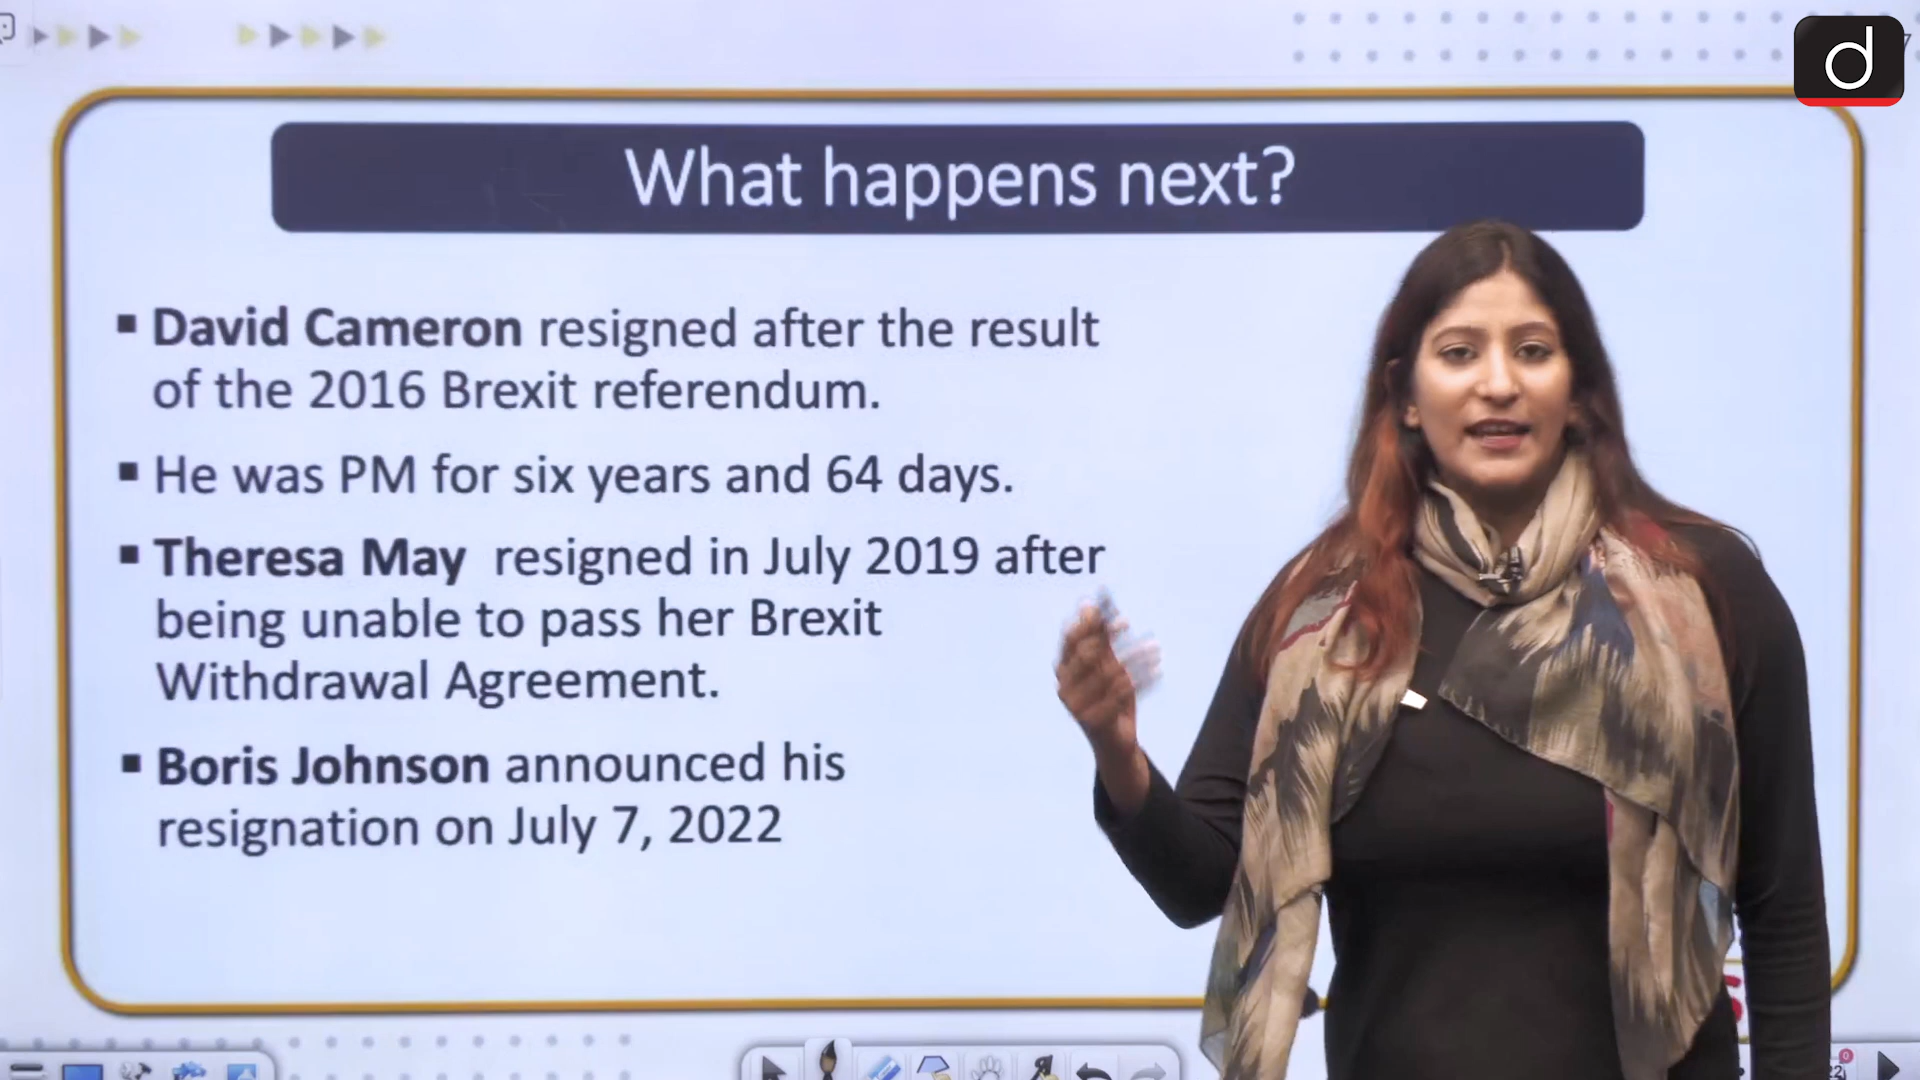 d
What happens next?
▪ David Cameron resigned after the result
of the 2016 Brexit referendum.
▪ He was PM for six years and 64 days.
▪ Theresa May resigned in July 2019 after
being unable to pass her Brexit
Withdrawal Agreement.
▪ Boris Johnson announced his
resignation on July 7, 2022